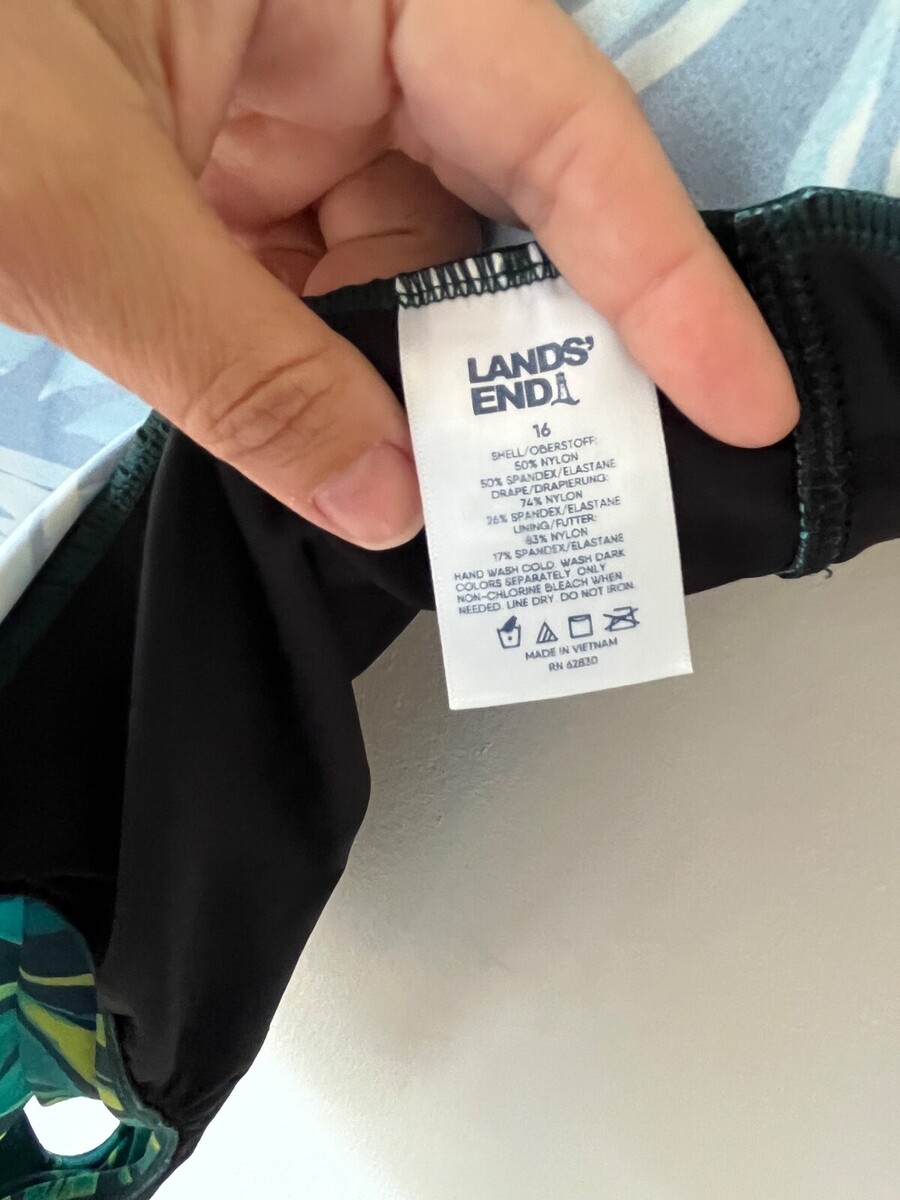 LANDS'
END
16
SHELL/OBERSTOFF:
50% NYLON
50% SPANDEX/ELASTANE
DRAPE/DRAPIERUNG:
74% NYLON
26% SPANDEX/ELASTANE
LINING/FUTTER:
83% NYLON
17% SPANDEX/ELASTANE
HAND WASH COLD. WASH DARK
COLORS SEPARATELY. ONLY
NON-CHLORINE BLEACH WHEN
NEEDED. LINE DRY. DO NOT IRON.
MADE IN VIETNAM
RN 62830